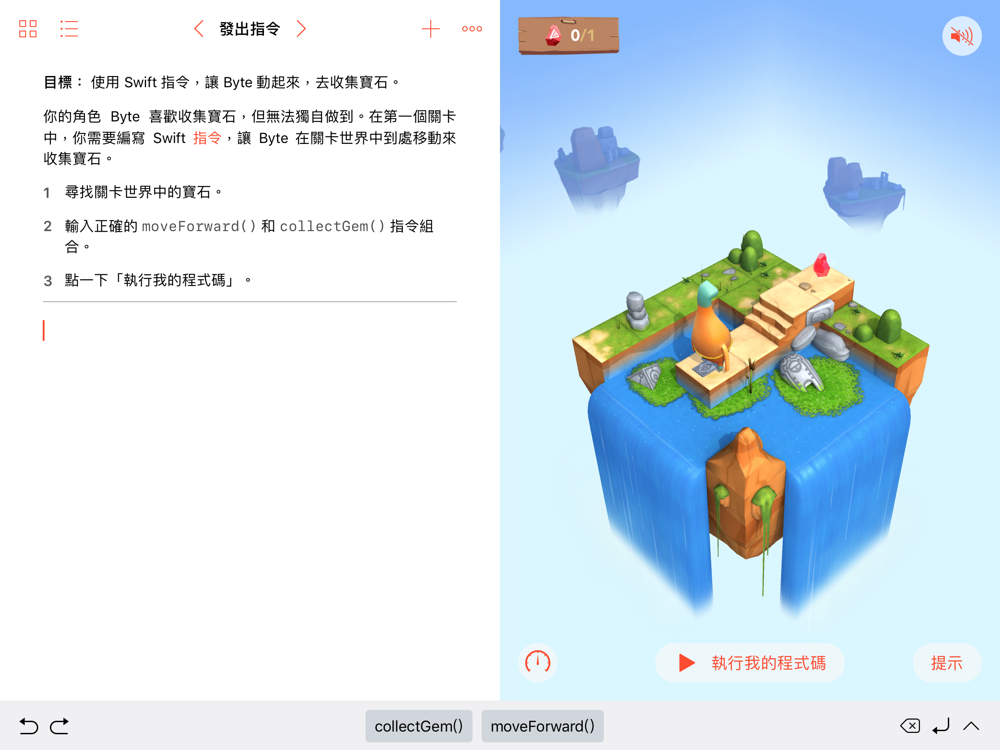 發出指令
0/1
目標： 使用 Swift 指令，讓 Byte 動起來，去收集寶石。
你的角色 Byte 喜歡收集寶石，但無法獨自做到。在第一個關卡
中，你需要編寫 Swift 指令，讓 Byte 在關卡世界中到處移動來
收集寶石。
1 尋找關卡世界中的寶石。
2 輸入正確的 moveForward() 和 collectGem() 指令組
合。
3 點一下「執行我的程式碼」。
執行我的程式碼
提示
collectGem()
moveForward()